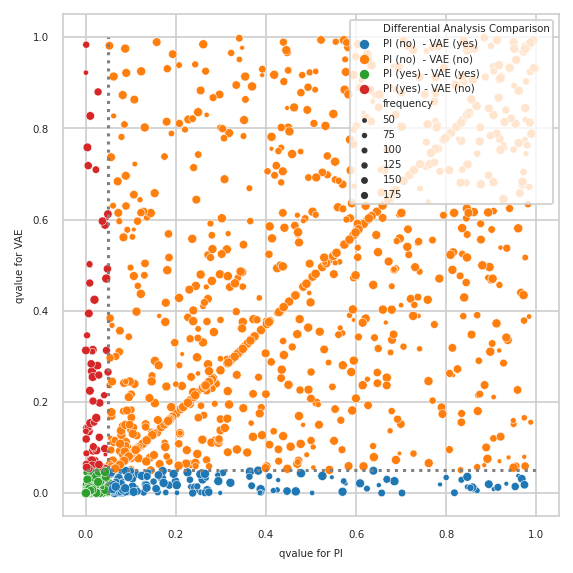 Differential Analysis Comparison
PI (no)  - VAE (yes)
PI (no)  - VAE (no)
PI (yes) - VAE (yes)
PI (yes) - VAE (no)
frequency
50
75
100
125
150
175
1.0
0.8
0.6
0.4
0.2
0.0
qvalue for VAE
0.0 0.2 0.4 0.6 0.8 1.0
qvalue for PI